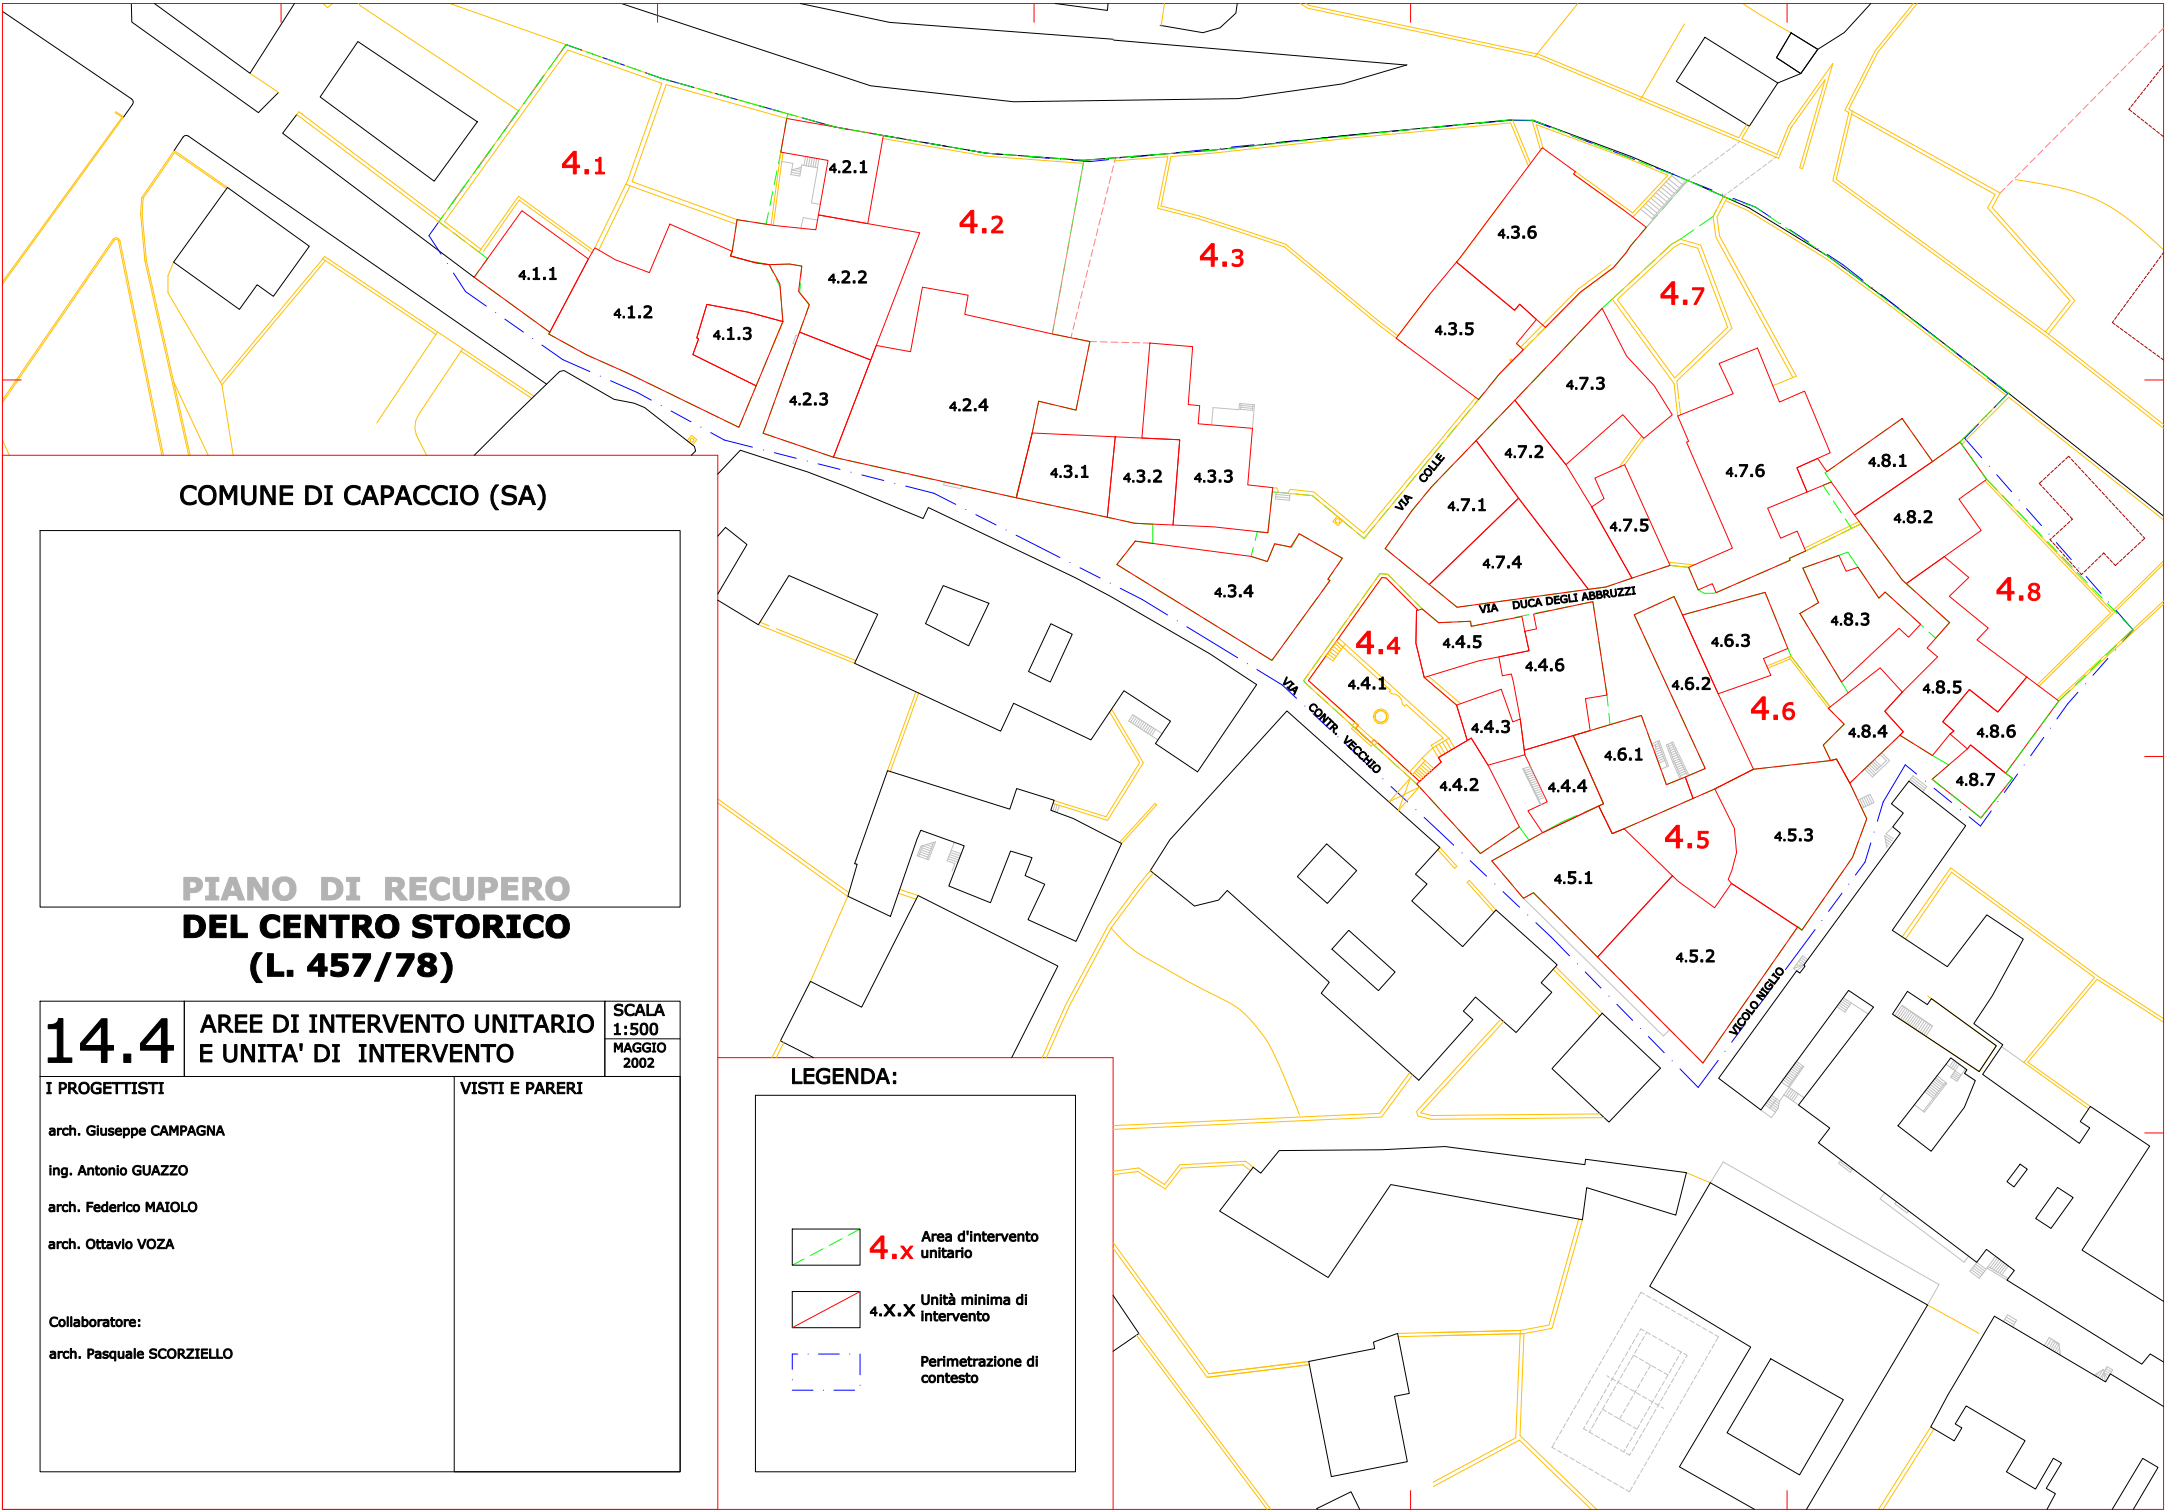 4.1
4.2.1
4.2
4.3
4.3.6
4.1.1
4.2.2
4.7
4.1.2
4.1.3
4.3.5
4.7.3
4.2.3
4.2.4
4.7.2
4.8.1
4.3.1
4.3.2
4.3.3
VIA COLLE
4.7.6
4.7.1
4.7.5
4.8.2
4.7.4
4.3.4
VIA DUCA DEGLI ABBRUZZI
4.8
4.4
4.4.5
4.6.3
4.8.3
4.4.6
4.4.1
4.6.2
4.8.5
VIA CONTR. VECCHIO
4.6
4.4.3
4.8.4
4.8.6
4.6.1
4.4.2
4.4.4
4.8.7
4.5
4.5.3
4.5.1
4.5.2
VICOLO NIGLIO
COMUNE DI CAPACCIO (SA)
PIANO DI RECUPERO
DEL CENTRO STORICO
(L. 457/78)
14.4
AREE DI INTERVENTO UNITARIO
E UNITA' DI INTERVENTO
SCALA
1:500
MAGGIO
2002
I PROGETTISTI
VISTI E PARERI
arch. Giuseppe CAMPAGNA
ing. Antonio GUAZZO
arch. Federico MAIOLO
arch. Ottavio VOZA
Collaboratore:
arch. Pasquale SCORZIELLO
LEGENDA:
4.x Area d'intervento
unitario
4.x.x Unità minima di
intervento
Perimetrazione di
contesto